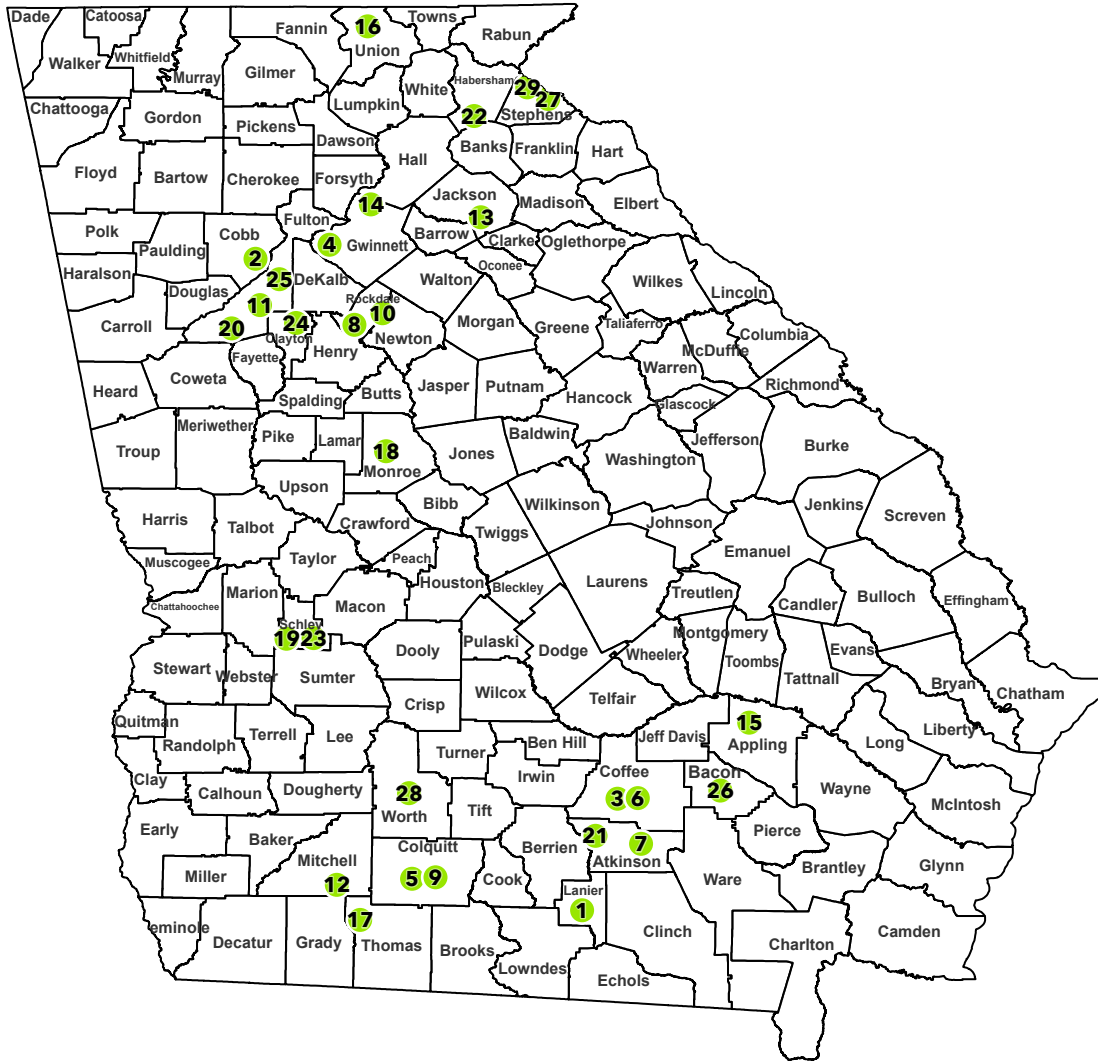 Dade
Catoosa
Fannin
16
Towns
Union
Rabun
Walker
Whitfield
Murray
Gilmer
White
Habersham
29
27
Lumpkin
Stephens
22
Chattooga
Gordon
Pickens
Dawson
Hall
Banks
Franklin
Hart
Floyd
Bartow
Cherokee
Forsyth
Jackson
Madison
Elbert
14
13
Fulton
Polk
Paulding
Cobb
4
Gwinnett
Barrow
Clarke
Oglethorpe
2
Haralson
Oconee
25
DeKalb
Walton
Wilkes
Lincoln
Douglas
11
Rockdale
10
Carroll
20
24
8
Clayton
Newton
Morgan
Greene
Taliaferro
Columbia
Fayette
Henry
McDuffie
Warren
Heard
Coweta
Spalding
Butts
Jasper
Putnam
Hancock
Richmond
Glascock
Troup
Meriwether
Pike
Lamar
18
Monroe
Jones
Baldwin
Jefferson
Burke
Washington
Upson
Bibb
Wilkinson
Jenkins
Harris
Talbot
Crawford
Twiggs
Johnson
Screven
Muscogee
Taylor
Peach
Houston
Bleckley
Laurens
Emanuel
Treutlen
Chattahoochee
Marion
Macon
Candler
Bulloch
Effingham
Schley
19
23
Dooly
Pulaski
Dodge
Wheeler
Montgomery
Toombs
Evans
Stewart
Webster
Sumter
Tattnall
Bryan
Chatham
Crisp
Wilcox
Telfair
Quitman
Randolph
Terrell
Lee
Turner
Ben Hill
Jeff Davis
15
Appling
Long
Liberty
Clay
Calhoun
Dougherty
28
Worth
Tift
Irwin
Coffee
3
6
Bacon
26
Wayne
McIntosh
Early
Baker
Mitchell
Colquitt
Berrien
21
7
Atkinson
Pierce
Miller
12
5
9
Cook
Lanier
1
Ware
Brantley
Glynn
17
eminole
Decatur
Grady
Thomas
Brooks
Lowndes
Clinch
Echols
Charlton
Camden